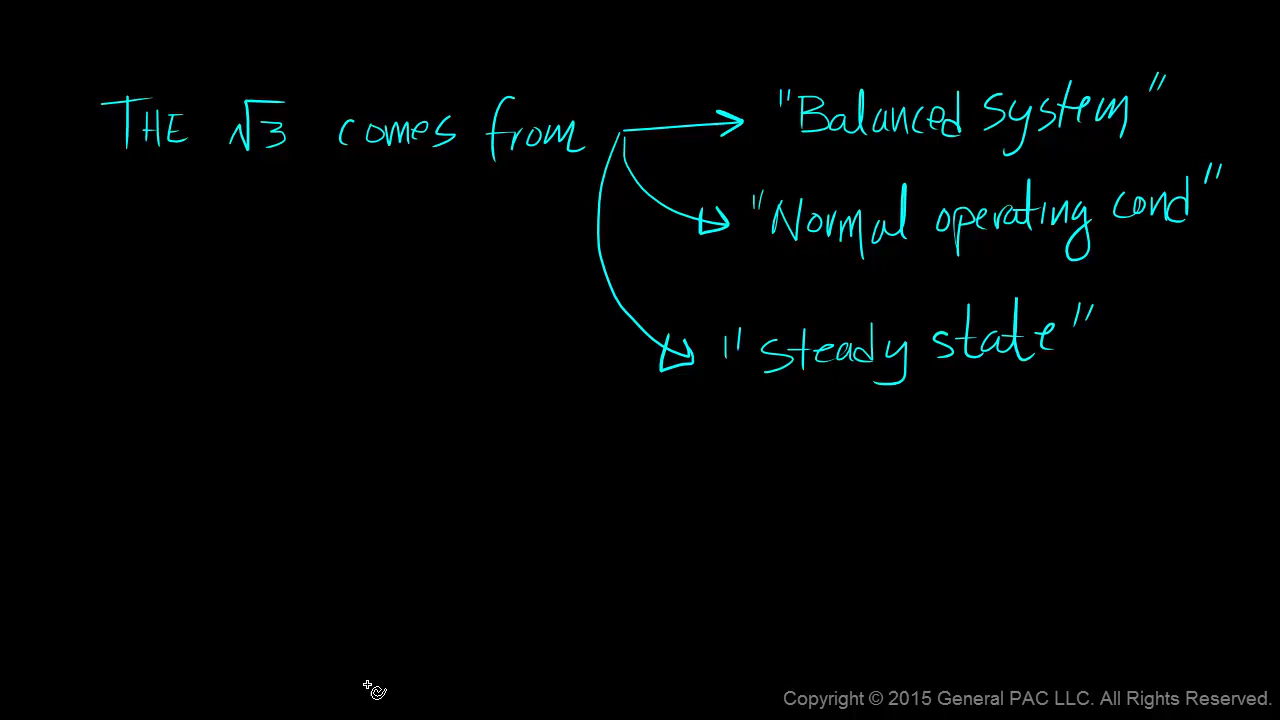 THE √3 comes from "Balanced system"
"Normal operating cond"
"steady state"
Copyright © 2015 General PAC LLC. All Rights Reserved.